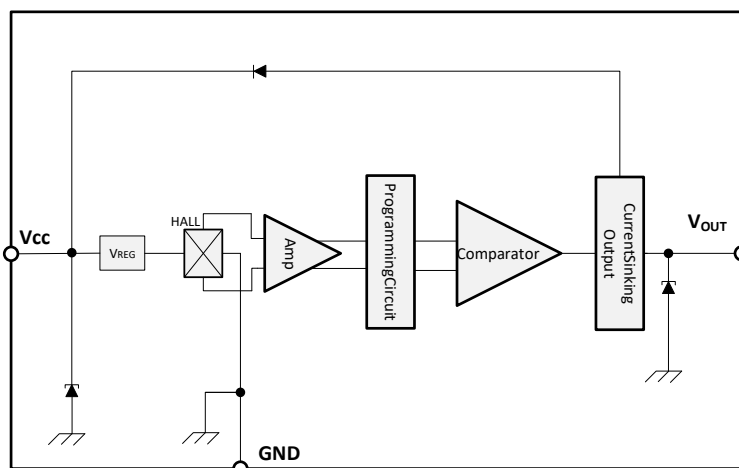 HALL
Vcc
VREG
Amp
ProgrammingCircuit
Comparator
CurrentSinking
Output
VOUT
GND